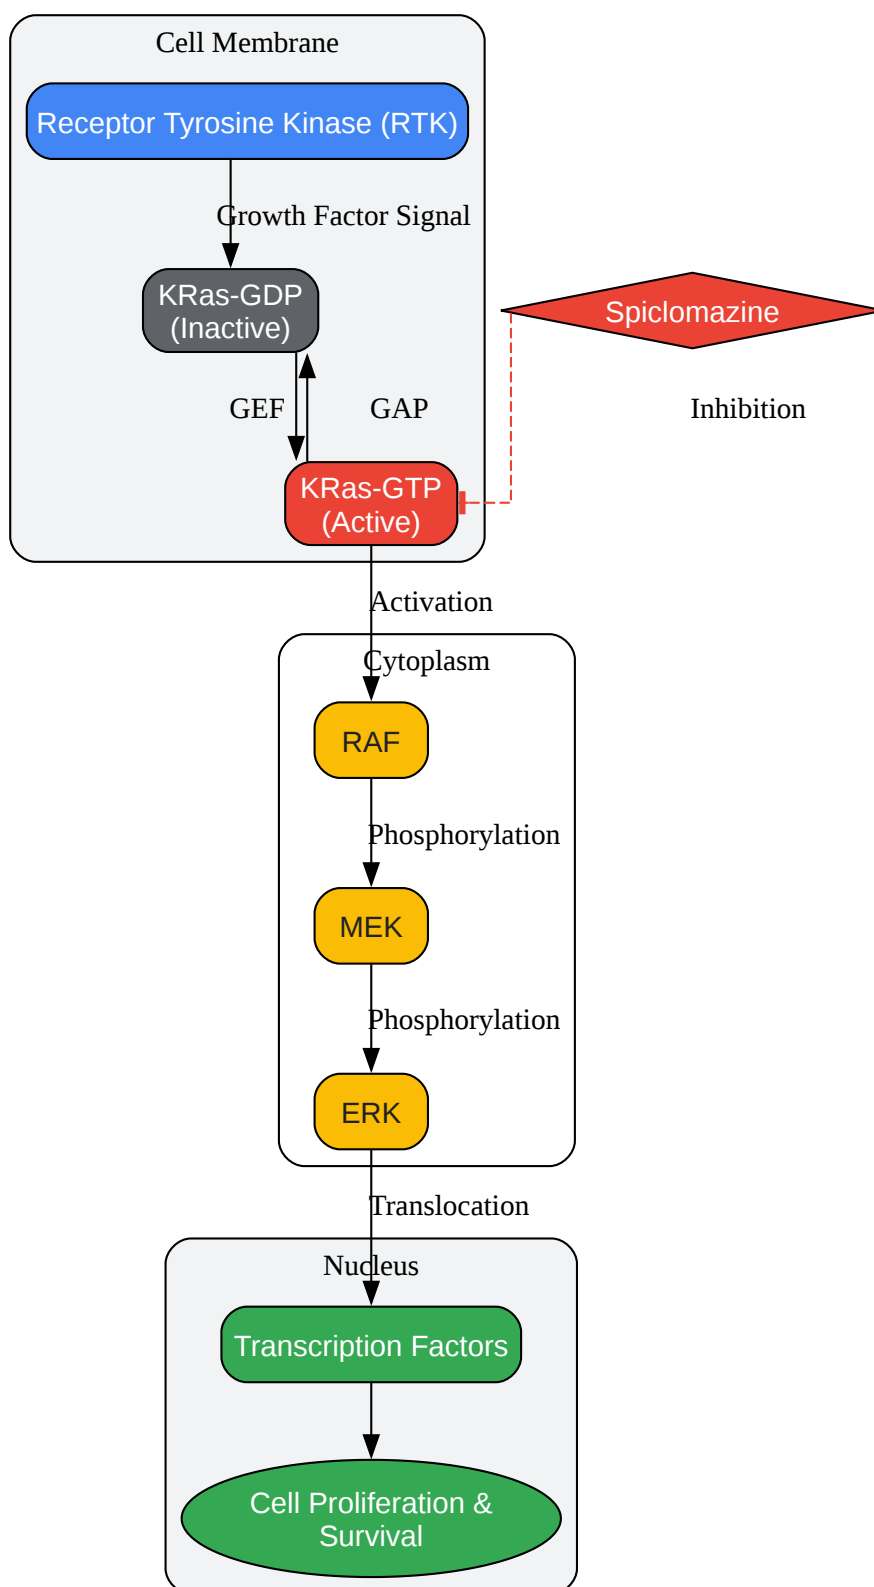 Cell Membrane
Receptor Tyrosine Kinase (RTK)
Growth Factor Signal
KRas-GDP
(Inactive)
Spiclomazine
GEF
GAP
Inhibition
KRas-GTP
(Active)
Activation
Cytoplasm
RAF
Phosphorylation
MEK
Phosphorylation
ERK
Translocation
Nucleus
Transcription Factors
Cell Proliferation &
Survival